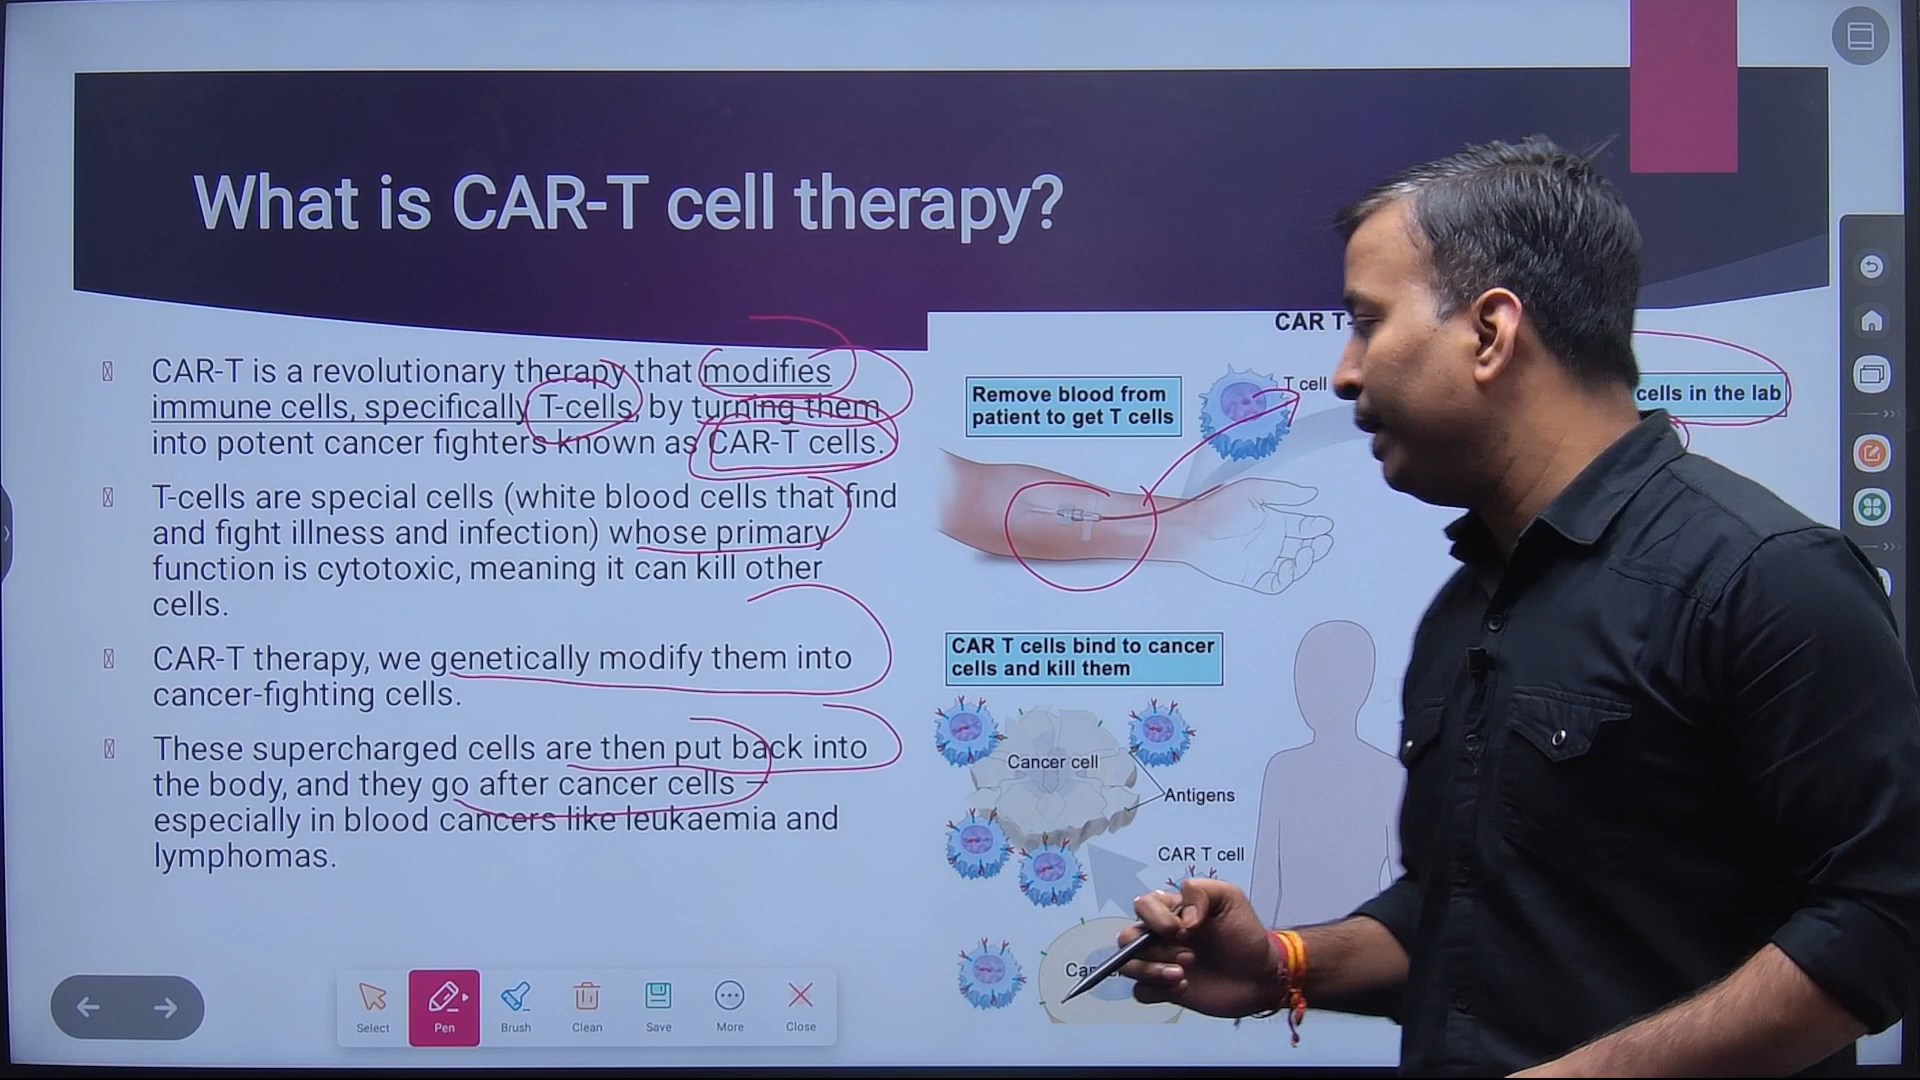 What is CAR-T cell therapy?
CAR-T is a revolutionary therapy that modifies
immune cells, specifically T-cells, by turning them
into potent cancer fighters known as CAR-T cells.
T-cells are special cells (white blood cells that find
and fight illness and infection) whose primary
function is cytotoxic, meaning it can kill other
cells.
CAR-T therapy, we genetically modify them into
cancer-fighting cells.
These supercharged cells are then put back into
the body, and they go after cancer cells –
especially in blood cancers like leukaemia and
lymphomas.
CAR T-
Remove blood from
patient to get T cells
T cell
cells in the lab
CAR T cells bind to cancer
cells and kill them
Cancer cell
Antigens
CAR T cell
Select
Pen
Brush
Clean
Save
More
Close